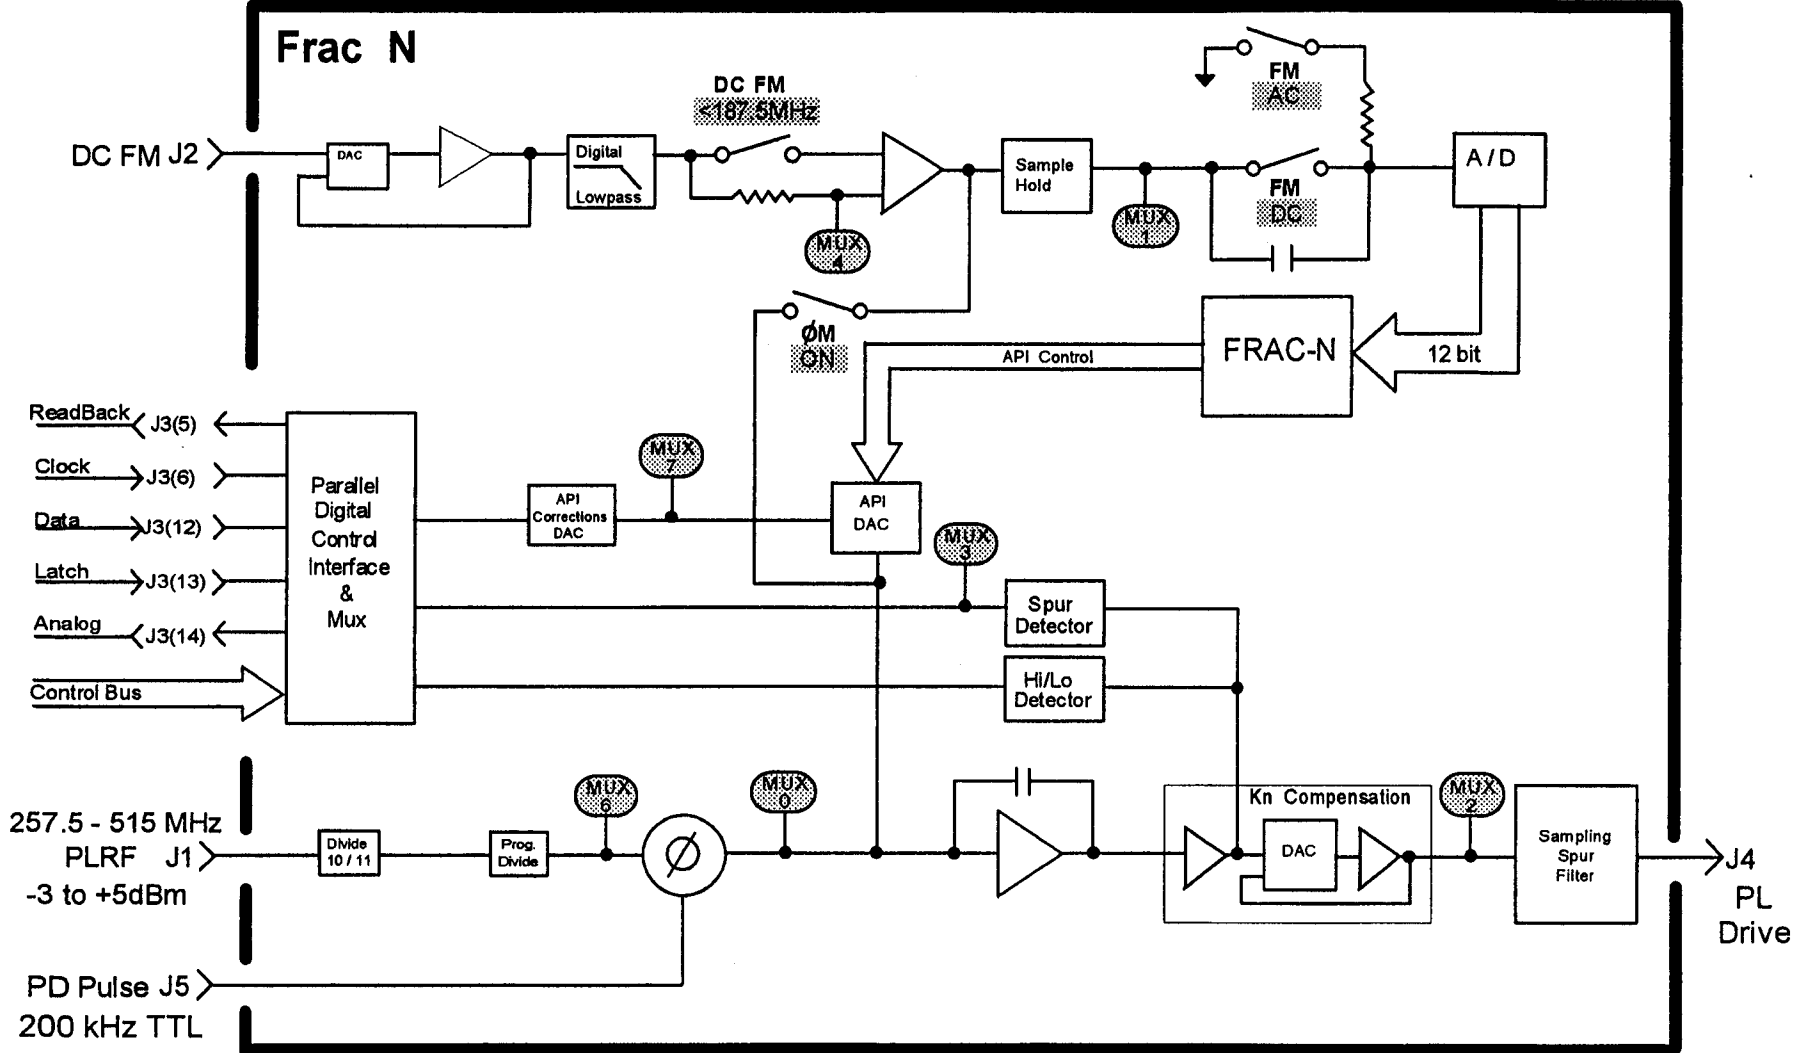 Frac N
DC FM J2
DAC
Digital
Lowpass
DC FM
<187.5MHz
MUX
4
Sample
Hold
MUX
1
FM
AC
FM
DC
A/D
12 bit
FRAC-N
API Control
ØM
ON
ReadBack
J3(5)
Clock
J3(6)
Data
J3(12)
Latch
J3(13)
Analog
J3(14)
Control Bus
Parallel
Digital
Control
Interface
&
Mux
API
Corrections
DAC
MUX
7
API
DAC
MUX
3
Spur
Detector
Hi/Lo
Detector
257.5 - 515 MHz
PLRF J1
-3 to +5dBm
Divide
10 / 11
Prog.
Divide
MUX
6
Ø
MUX
0
Kn Compensation
DAC
MUX
2
Sampling
Spur
Filter
J4
PL
Drive
PD Pulse J5
200 kHz TTL